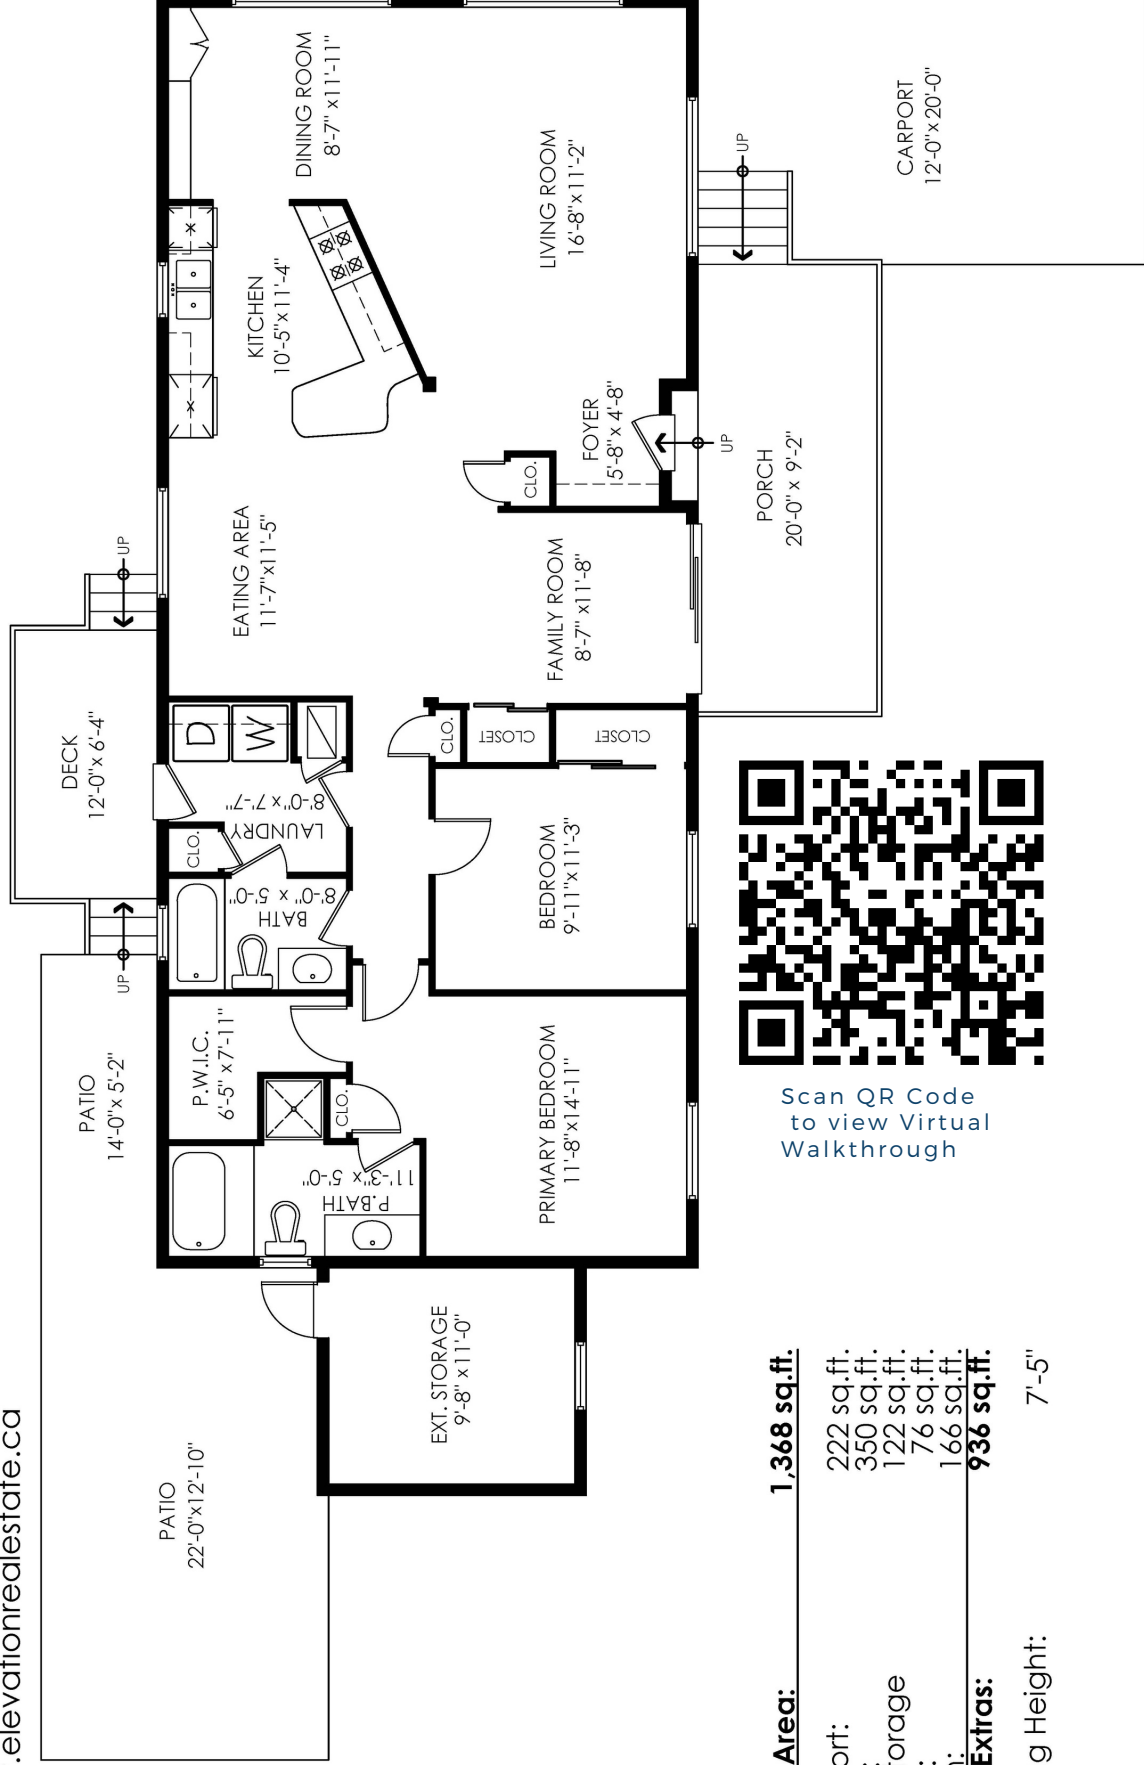 .elevationrealestate.ca
DINING ROOM
8'-7" x11'-11"
CARPORT
12'-0"x20'-0"
UP
LIVING ROOM
16'-8"x11'-2"
KITCHEN
10'-5"x11'-4"
FOYER
5'-8"x 4'-8"
UP
CLO.
PORCH
20'-0" x 9'-2"
EATING AREA
11'-7"x11'-5"
UP
FAMILY ROOM
8'-7" x11'-8"
DECK
12'-0"x 6'-4"
D
W
CLO.
CLOSET
CLOSET
LAUNDRY
8'-0" x 7'-7"
CLO.
BATH
8'-0" x 5'-0"
BEDROOM
9'-11"x11'-3"
UP
PATIO
14'-0"x 5'-2"
P.W.I.C.
6'-5" x7'-11"
CLO.
PRIMARY BEDROOM
11'-8"x14'-11"
P.BATH
11'-3"x 5'-0"
Scan QR Code
to view Virtual
Walkthrough
EXT. STORAGE
9'-8" x11'-0"
PATIO
22'-0"x12'-10"
Area: 1,368 sq.ft.
ort: 222 sq.ft.
: 350 sq.ft.
orage 122 sq.ft.
: 76 sq.ft.
n: 166 sq.ft.
Extras: 936 sq.ft.
g Height: 7'-5"